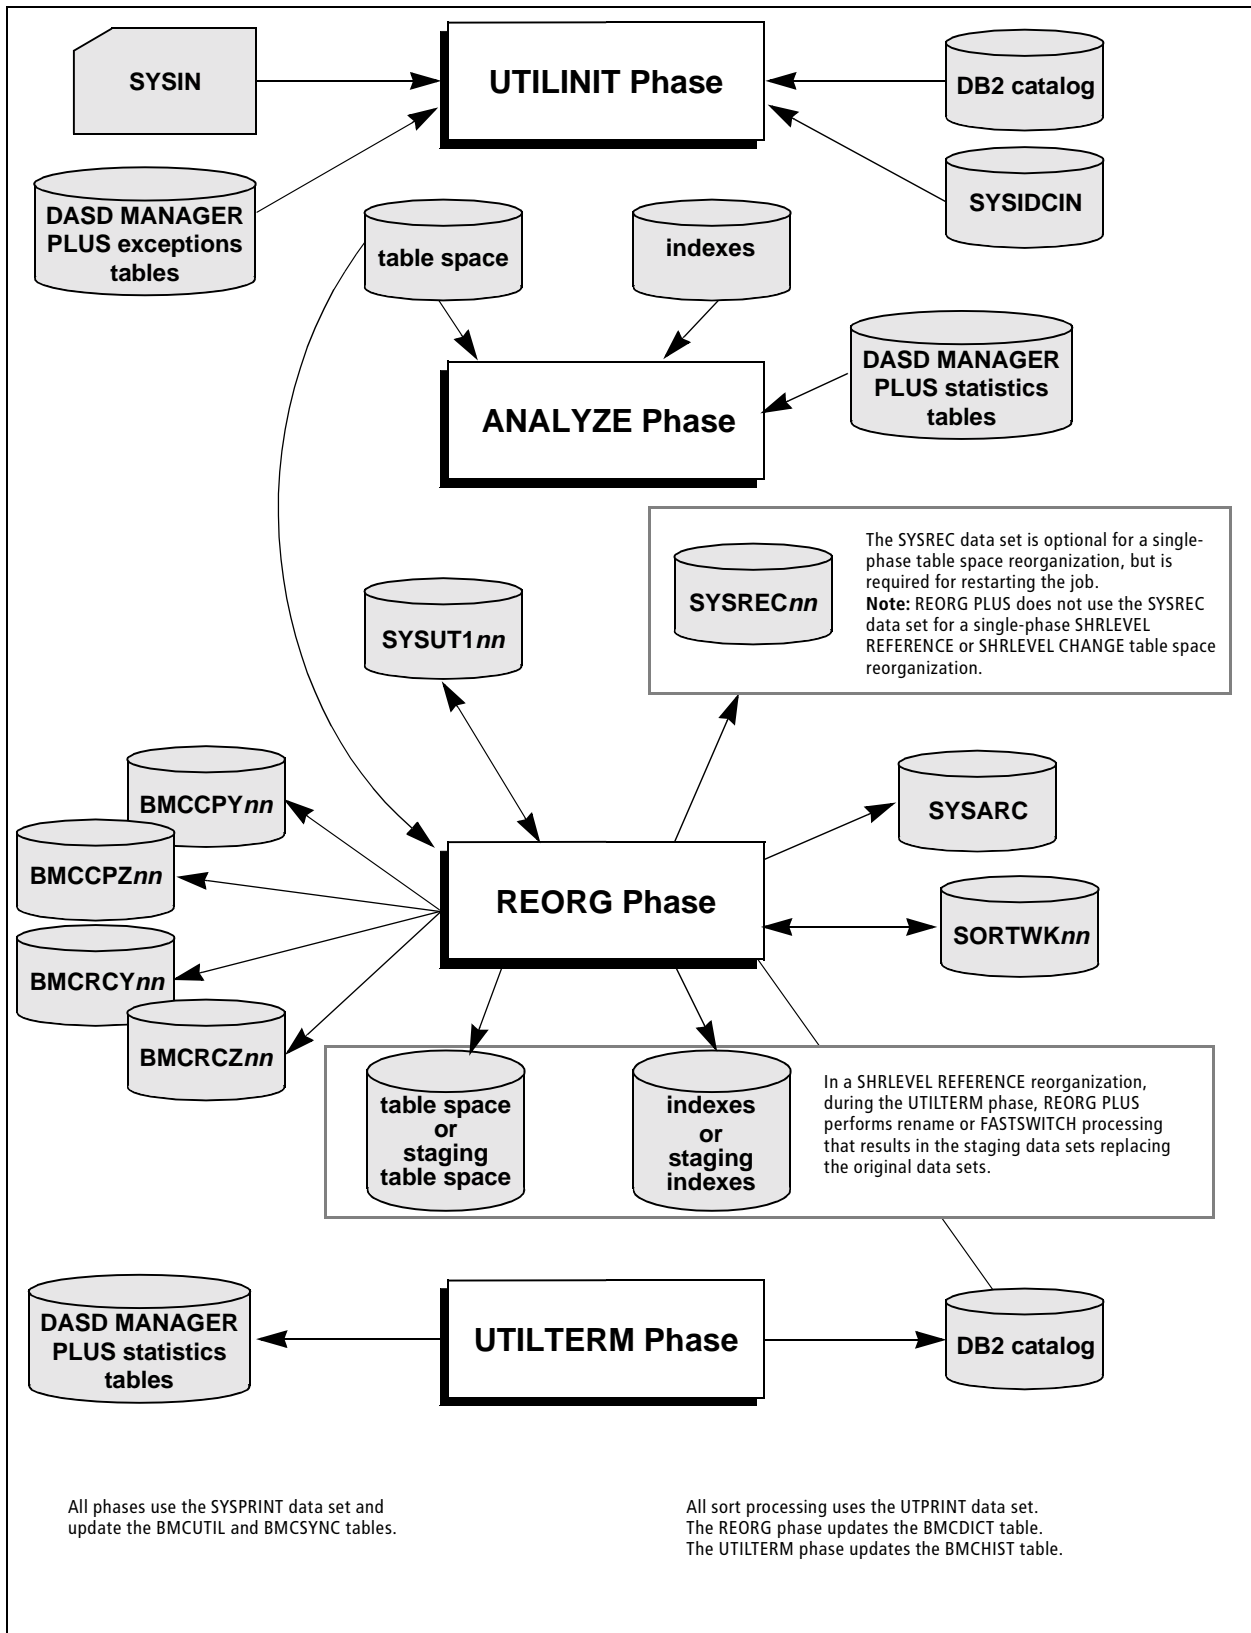 SYSIN
UTILINIT Phase
DB2 catalog
DASD MANAGER
PLUS exceptions
tables
SYSIDCIN
table space
indexes
DASD MANAGER
PLUS statistics
tables
ANALYZE Phase
SYSRECnn
The SYSREC data set is optional for a single-
phase table space reorganization, but is
required for restarting the job.
Note: REORG PLUS does not use the SYSREC
data set for a single-phase SHRLEVEL
REFERENCE or SHRLEVEL CHANGE table space
reorganization.
SYSUT1nn
BMCCPYnn
SYSARC
BMCCPZnn
REORG Phase
SORTWKnn
BMCRCYnn
BMCRCZnn
table space
or
staging
table space
indexes
or
staging
indexes
In a SHRLEVEL REFERENCE reorganization,
during the UTILTERM phase, REORG PLUS
performs rename or FASTSWITCH processing
that results in the staging data sets replacing
the original data sets.
DASD MANAGER
PLUS statistics
tables
UTILTERM Phase
DB2 catalog
All phases use the SYSPRINT data set and
update the BMCUTIL and BMCSYNC tables.
All sort processing uses the UTPRINT data set.
The REORG phase updates the BMCDICT table.
The UTILTERM phase updates the BMCHIST table.